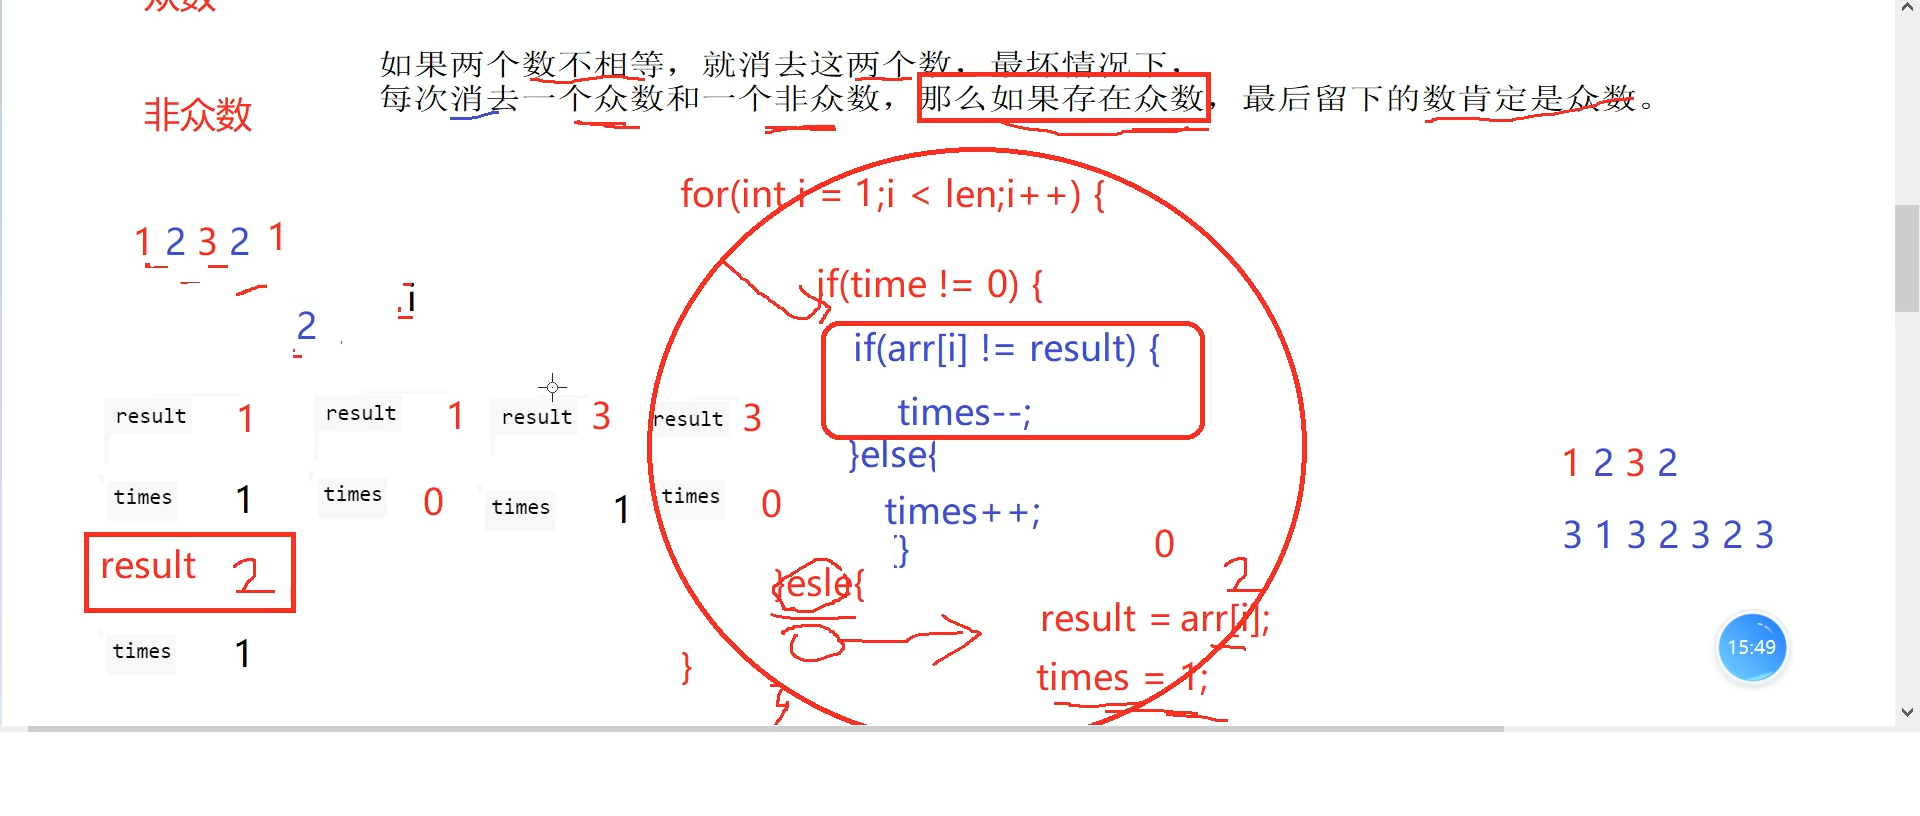 众数
如果两个数不相等，就消去这两个数，最坏情况下，
每次消去一个众数和一个非众数，那么如果存在众数，最后留下的数肯定是众数。
非众数
for(int i = 1;i < len;i++) {
1 2 3 2 1
if(time != 0) {
i
2
if(arr[i] != result) {
times--;
result 1 result 1 result 3 result 3
}else{
1 2 3 2
times 1 times 0 times 1 times 0
times++;
3 1 3 2 3 2 3
}
0
result 2
}esle{
2
result = arr[i];
times 1
}
times = 1;
15:49